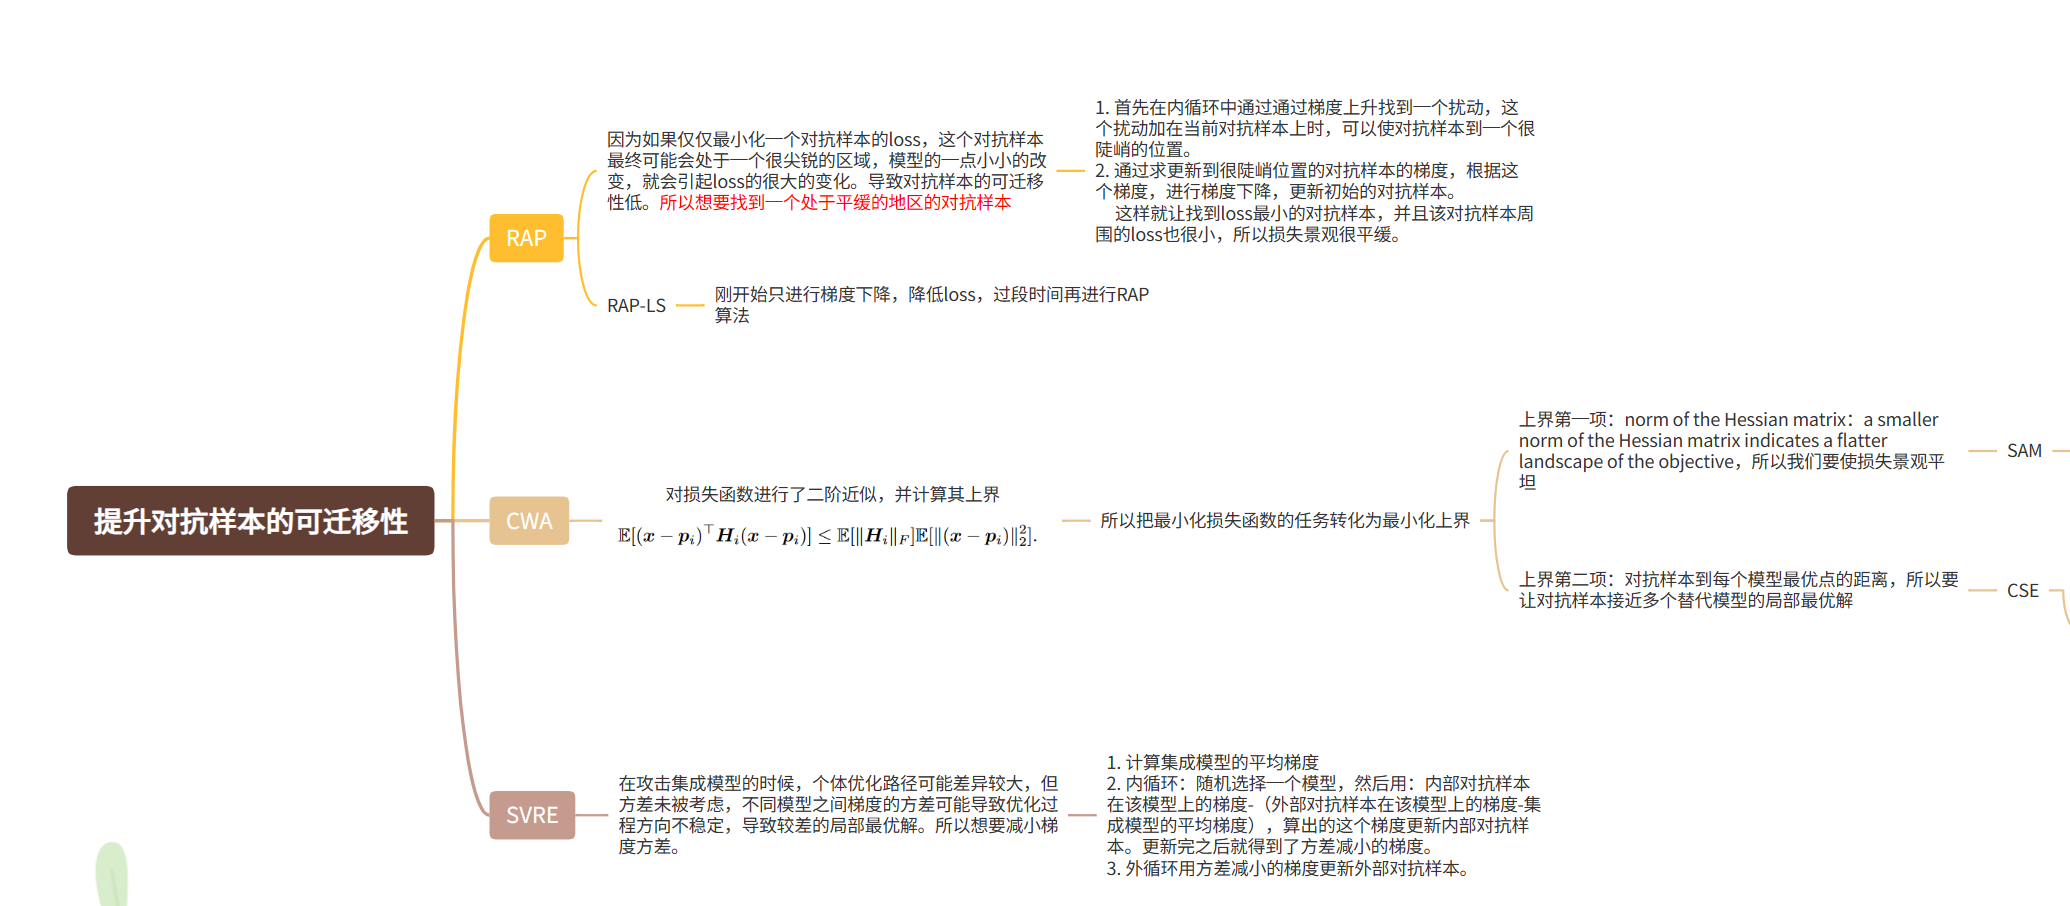 提升对抗样本的可迁移性
RAP
因为如果仅仅最小化一个对抗样本的loss，这个对抗样本
最终可能会处于一个很尖锐的区域，模型的一点小小的改
变，就会引起loss的很大的变化。导致对抗样本的可迁移
性低。所以想要找到一个处于平缓的地区的对抗样本
1. 首先在内循环中通过通过梯度上升找到一个扰动，这
个扰动加在当前对抗样本上时，可以使对抗样本到一个很
陡峭的位置。
2. 通过求更新到很陡峭位置的对抗样本的梯度，根据这
个梯度，进行梯度下降，更新初始的对抗样本。
这样就让找到loss最小的对抗样本，并且该对抗样本周
围的loss也很小，所以损失景观很平缓。
RAP-LS
刚开始只进行梯度下降，降低loss，过段时间再进行RAP
算法
CWA
对损失函数进行了二阶近似，并计算其上界
𝔼[(x − p_i)^⊤ H_i(x − p_i)] ≤ 𝔼[‖H_i‖_F]𝔼[‖(x − p_i)‖_2^2].
所以把最小化损失函数的任务转化为最小化上界
上界第一项：norm of the Hessian matrix：a smaller
norm of the Hessian matrix indicates a flatter
landscape of the objective，所以我们要使损失景观平
坦
SAM
上界第二项：对抗样本到每个模型最优点的距离，所以要
让对抗样本接近多个替代模型的局部最优解
CSE
SVRE
在攻击集成模型的时候，个体优化路径可能差异较大，但
方差未被考虑，不同模型之间梯度的方差可能导致优化过
程方向不稳定，导致较差的局部最优解。所以想要减小梯
度方差。
1. 计算集成模型的平均梯度
2. 内循环：随机选择一个模型，然后用：内部对抗样本
在该模型上的梯度-（外部对抗样本在该模型上的梯度-集
成模型的平均梯度），算出的这个梯度更新内部对抗样
本。更新完之后就得到了方差减小的梯度。
3. 外循环用方差减小的梯度更新外部对抗样本。